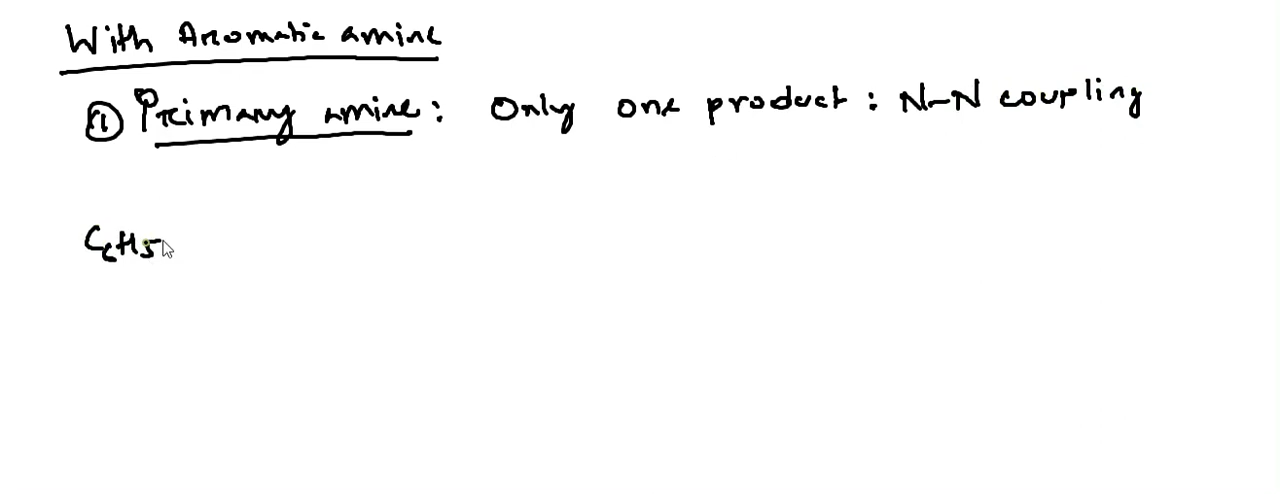 With Aromatic amine
① Primary amine : Only one product : N–N coupling
C₆H₅